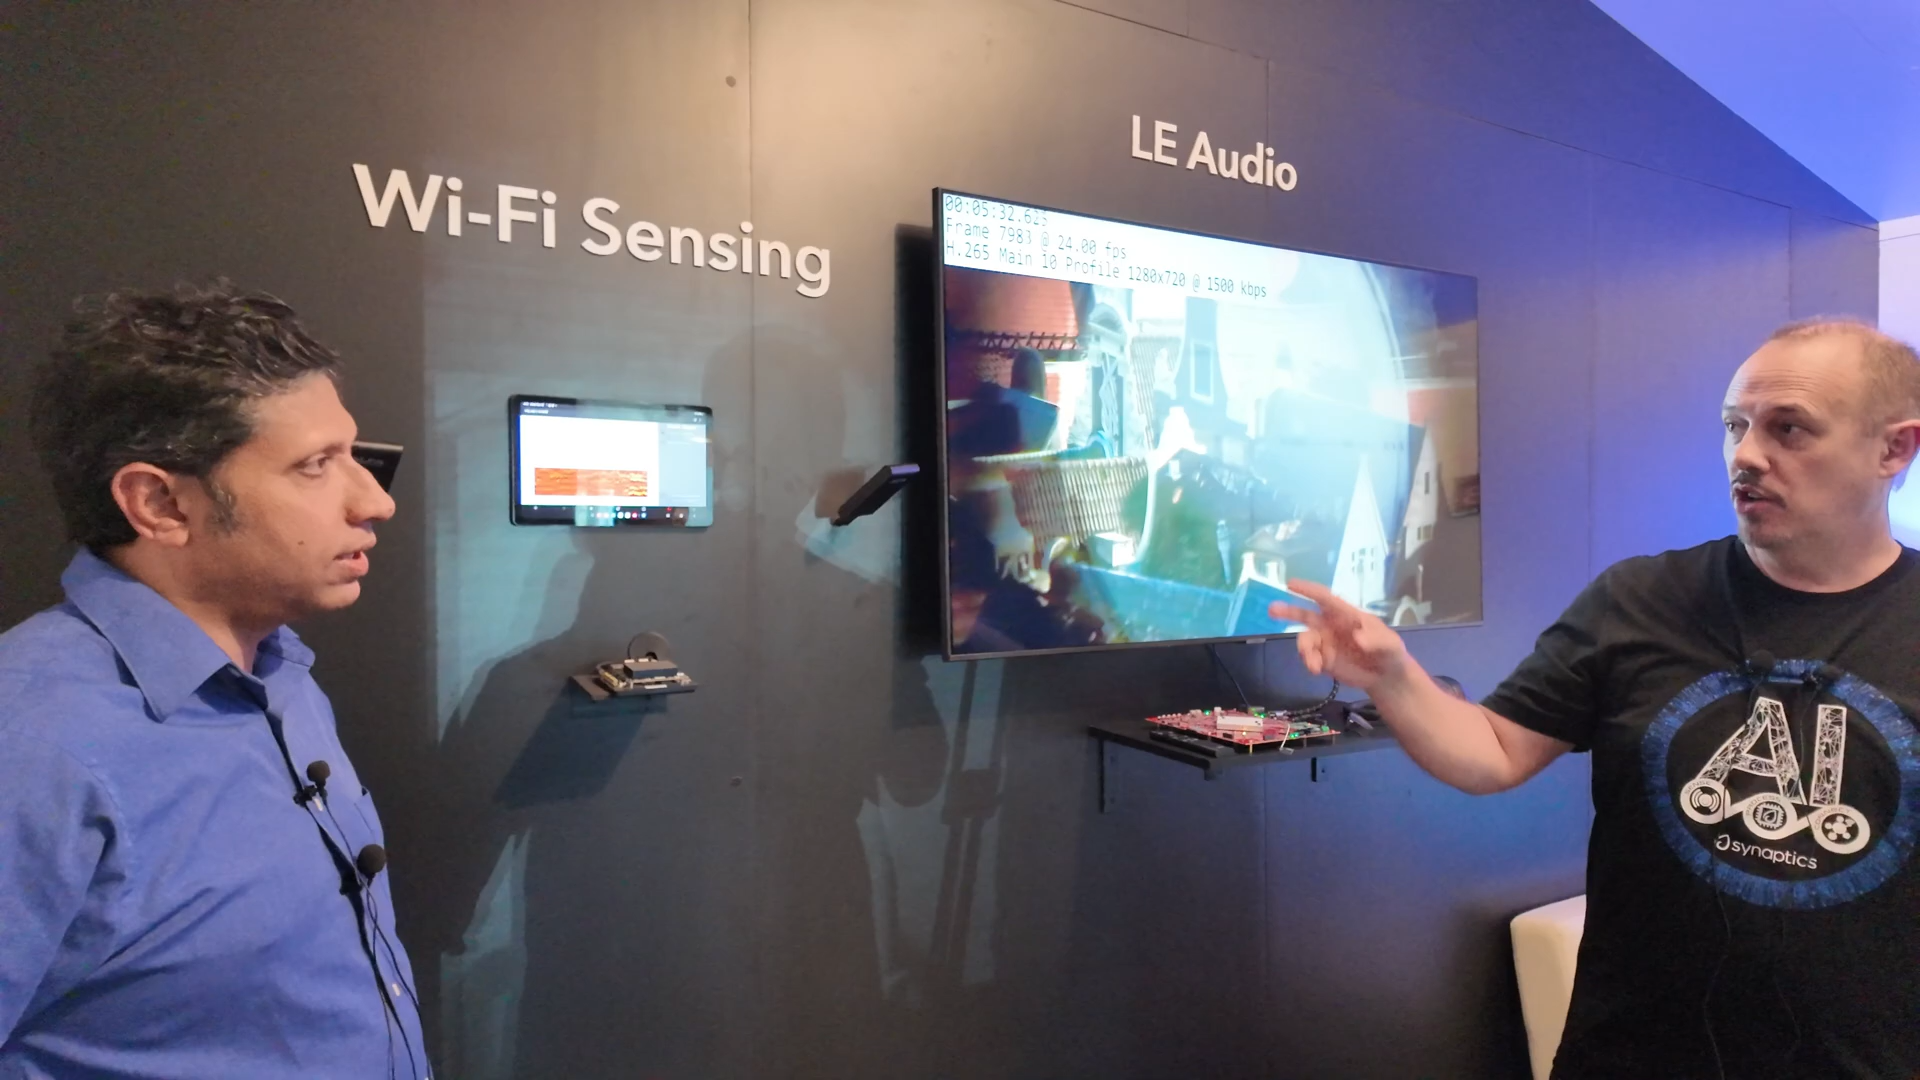 Wi-Fi Sensing
LE Audio
00:05:32.625
Frame 7983 @ 24.00 fps
H.265 Main 10 Profile 1280x720 @ 1500 kbps
AI
synaptics